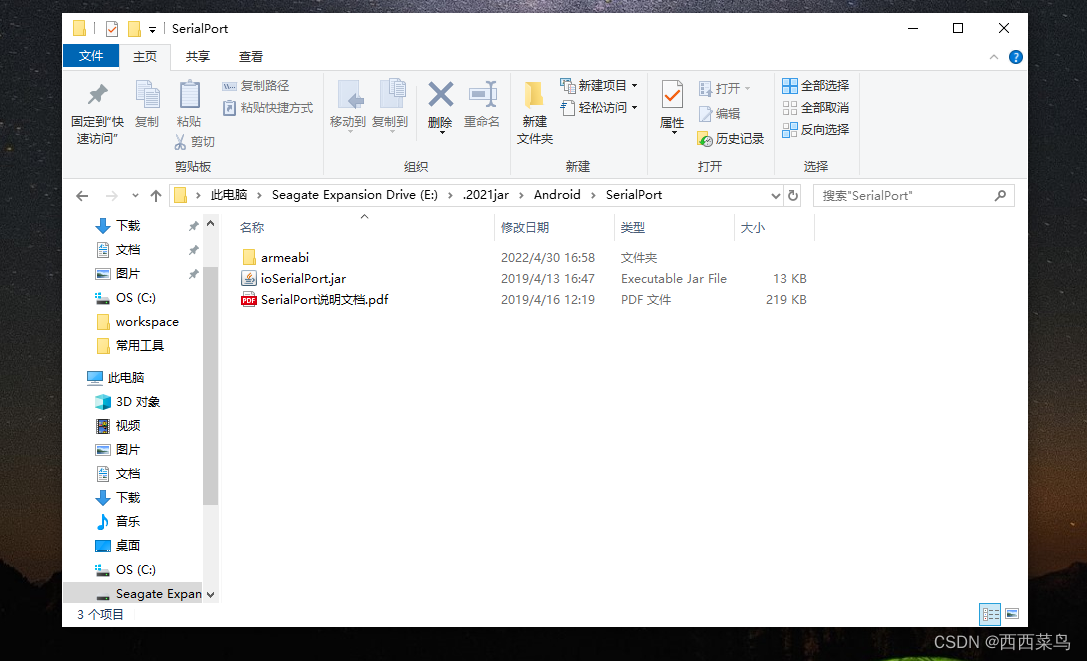 SerialPort
文件 主页 共享 查看
固定到"快速访问"
复制
粘贴
复制路径
粘贴快捷方式
剪切
剪贴板
移动到
复制到
删除
重命名
组织
新建文件夹
新建项目
轻松访问
新建
属性
打开
编辑
历史记录
打开
全部选择
全部取消
反向选择
选择
此电脑 > Seagate Expansion Drive (E:) > .2021jar > Android > SerialPort
搜索"SerialPort"
名称 修改日期 类型 大小
armeabi 2022/4/30 16:58 文件夹
ioSerialPort.jar 2019/4/13 16:47 Executable Jar File 13 KB
PDF SerialPort说明文档.pdf 2019/4/16 12:19 PDF 文件 219 KB
下载
文档
图片
OS (C:)
workspace
常用工具
此电脑
3D 对象
视频
图片
文档
下载
音乐
桌面
OS (C:)
Seagate Expan
3 个项目
CSDN @西西菜鸟